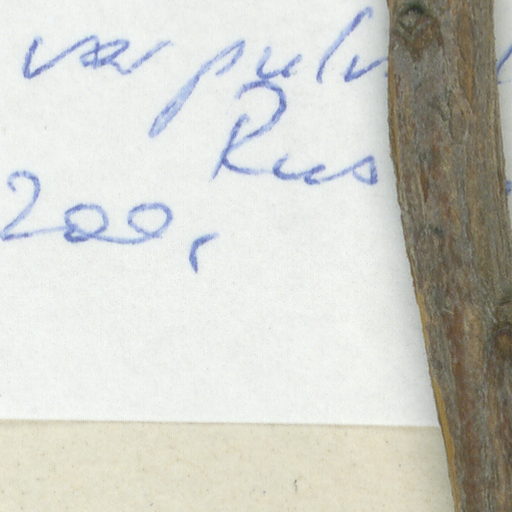 var pulv
Rus
200,